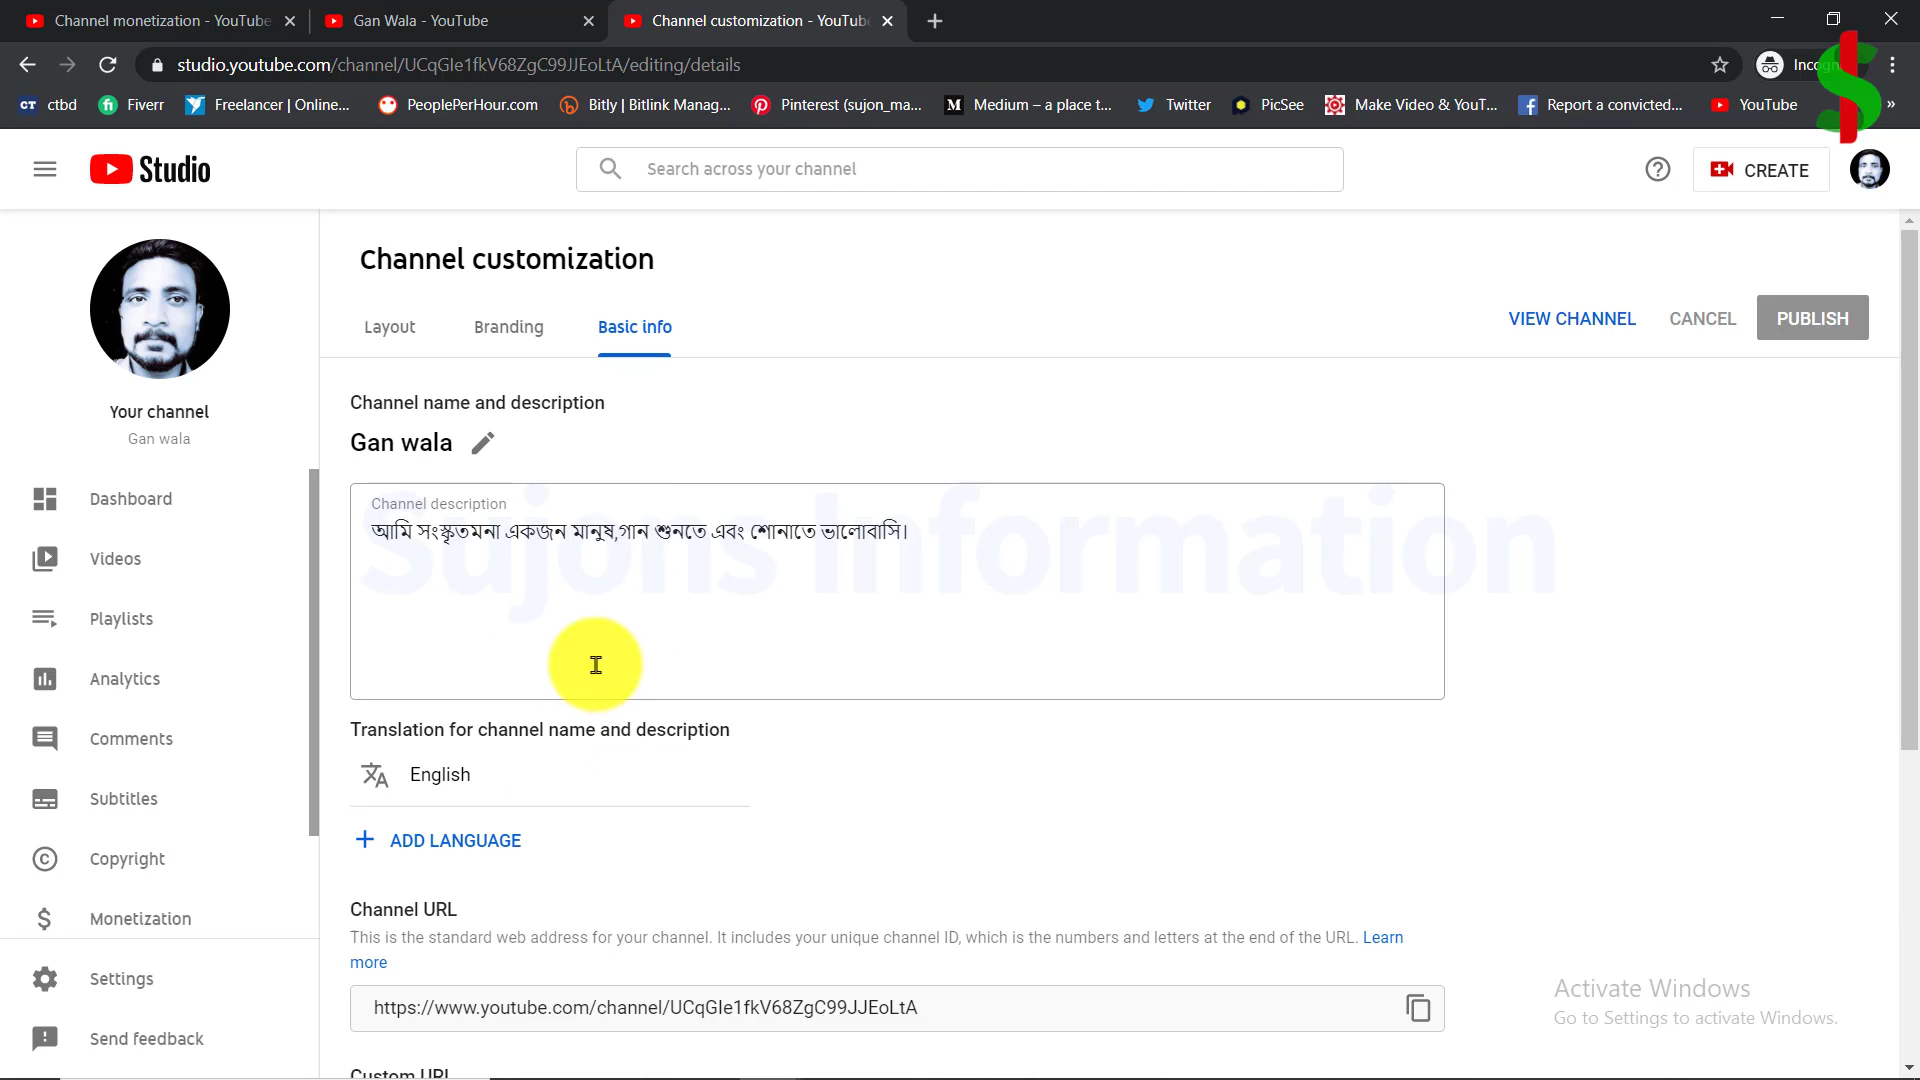 Channel monetization - YouTube
Gan Wala - YouTube
Channel customization - YouTub
studio.youtube.com/channel/UCqGIe1fkV68ZgC99JJEoLtA/editing/details
CT ctbd
fi Fiverr
Freelancer | Online...
PeoplePerHour.com
Bitly | Bitlink Manag...
Pinterest (sujon_ma...
M Medium – a place t...
Twitter
PicSee
Make Video & YouT...
Report a convicted...
YouTube
»
$
Studio
Search across your channel
CREATE
Your channel
Gan wala
Dashboard
Videos
Playlists
Analytics
Comments
Subtitles
Copyright
Monetization
Settings
Send feedback
Channel customization
Layout
Branding
Basic info
VIEW CHANNEL
CANCEL
PUBLISH
Channel name and description
Gan wala
Channel description
আমি সংস্কৃতমনা একজন মানুষ,গান শুনতে এবং শোনাতে ভালোবাসি।
Sujons Information
Translation for channel name and description
English
+ ADD LANGUAGE
Channel URL
This is the standard web address for your channel. It includes your unique channel ID, which is the numbers and letters at the end of the URL. Learn
more
https://www.youtube.com/channel/UCqGIe1fkV68ZgC99JJEoLtA
Custom URL
Activate Windows
Go to Settings to activate Windows.